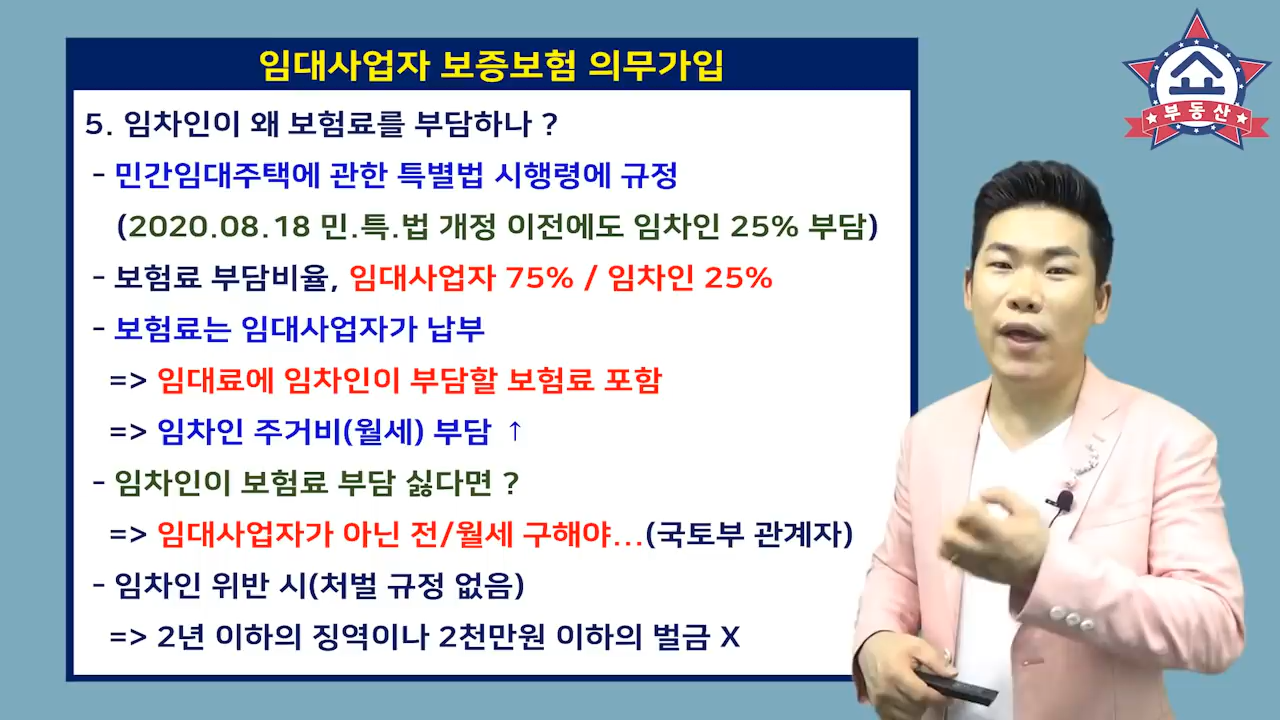 임대사업자 보증보험 의무가입
5. 임차인이 왜 보험료를 부담하나 ?
- 민간임대주택에 관한 특별법 시행령에 규정
(2020.08.18 민.특.법 개정 이전에도 임차인 25% 부담)
- 보험료 부담비율, 임대사업자 75% / 임차인 25%
- 보험료는 임대사업자가 납부
=> 임대료에 임차인이 부담할 보험료 포함
=> 임차인 주거비(월세) 부담 ↑
- 임차인이 보험료 부담 싫다면 ?
=> 임대사업자가 아닌 전/월세 구해야...(국토부 관계자)
- 임차인 위반 시(처벌 규정 없음)
=> 2년 이하의 징역이나 2천만원 이하의 벌금 X
쇼
부동산